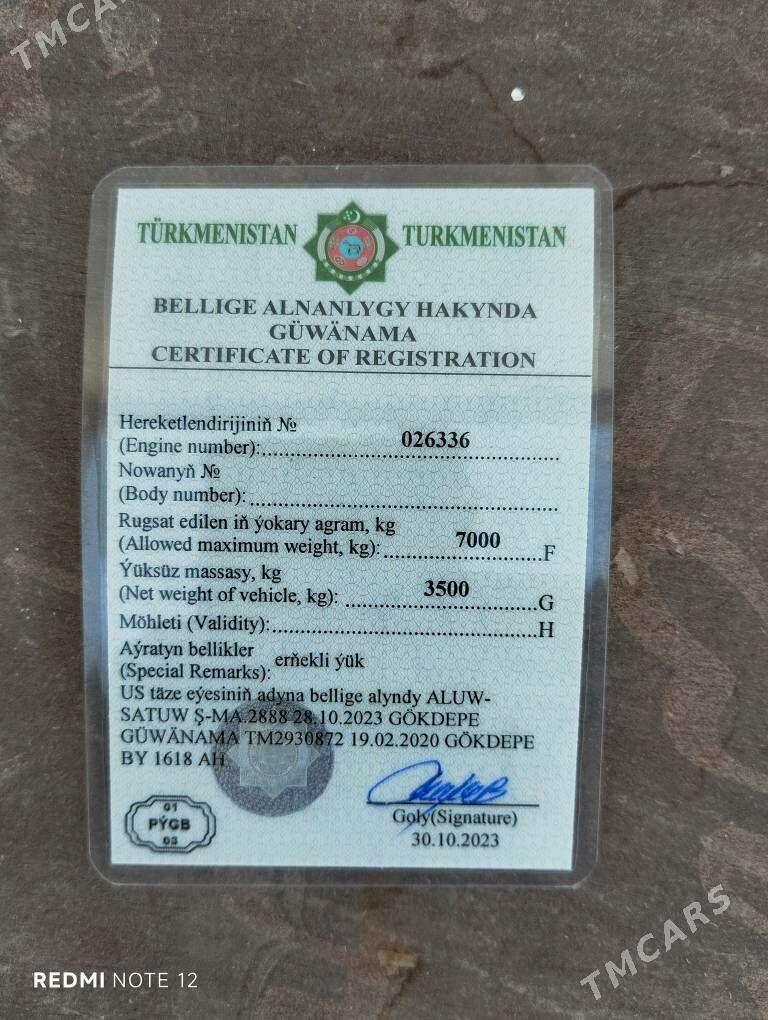 TMCARS
TÜRKMENISTAN TURKMENISTAN
BELLIGE ALNANLYGY HAKYNDA
GÜWÄNAMA
CERTIFICATE OF REGISTRATION
Hereketlendirijiniň №
(Engine number):..... 026336
Nowanyň №
(Body number): .....
Rugsat edilen iň ýokary agram, kg
(Allowed maximum weight, kg): ..... 7000 .....F
Ýüksüz massasy, kg
(Net weight of vehicle, kg): ..... 3500 .....G
Möhleti (Validity):.....H
Aýratyn bellikler
(Special Remarks): erňekli ýük
US täze eýesiniň adyna bellige alyndy ALUW-
SATUW Ş-MA.2888 28.10.2023 GÖKDEPE
GÜWÄNAMA TM2930872 19.02.2020 GÖKDEPE
BY 1618 AH
01
PÝGB
03
Goly(Signature)
30.10.2023
TMCARS
REDMI NOTE 12